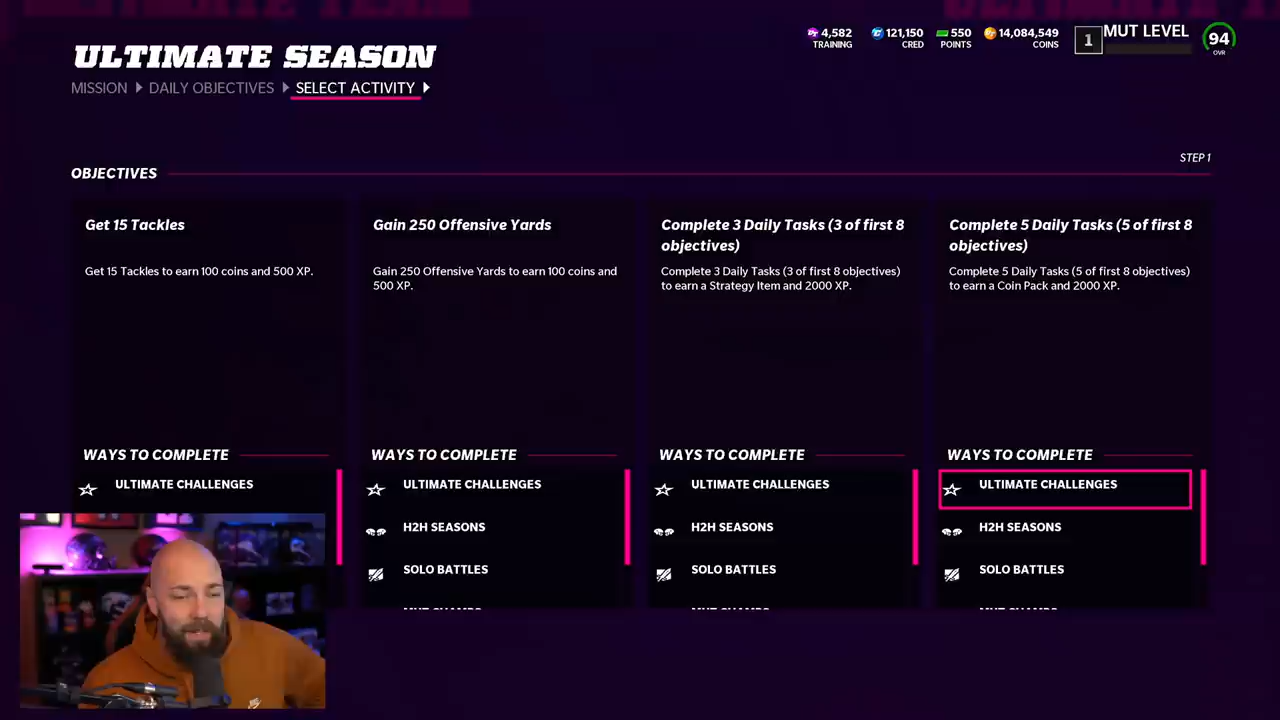 ULTIMATE SEASON
MISSION DAILY OBJECTIVES SELECT ACTIVITY
4,582 TRAINING
121,150 CRED
550 POINTS
14,084,549 COINS
1 MUT LEVEL
94 OVR
STEP 1
OBJECTIVES
Get 15 Tackles
Get 15 Tackles to earn 100 coins and 500 XP.
WAYS TO COMPLETE
ULTIMATE CHALLENGES
Gain 250 Offensive Yards
Gain 250 Offensive Yards to earn 100 coins and
500 XP.
WAYS TO COMPLETE
ULTIMATE CHALLENGES
H2H SEASONS
SOLO BATTLES
MUT CHAMPS
Complete 3 Daily Tasks (3 of first 8
objectives)
Complete 3 Daily Tasks (3 of first 8 objectives)
to earn a Strategy Item and 2000 XP.
WAYS TO COMPLETE
ULTIMATE CHALLENGES
H2H SEASONS
SOLO BATTLES
MUT CHAMPS
Complete 5 Daily Tasks (5 of first 8
objectives)
Complete 5 Daily Tasks (5 of first 8 objectives)
to earn a Coin Pack and 2000 XP.
WAYS TO COMPLETE
ULTIMATE CHALLENGES
H2H SEASONS
SOLO BATTLES
MUT CHAMPS